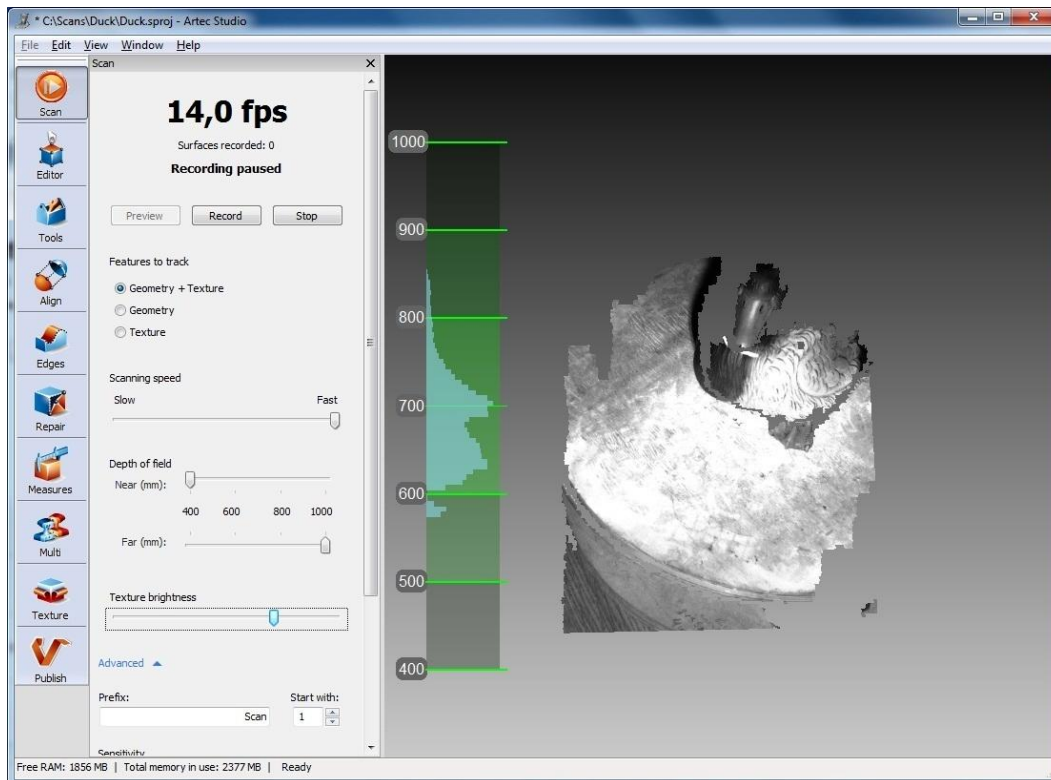 * C:\Scans\Duck\Duck.sproj - Artec Studio
File Edit View Window Help
Scan
Editor
Tools
Align
Edges
Repair
Measures
Multi
Texture
Publish
Scan
14,0 fps
Surfaces recorded: 0
Recording paused
Preview Record Stop
Features to track
Geometry + Texture
Geometry
Texture
Scanning speed
Slow Fast
Depth of field
Near (mm):
400 600 800 1000
Far (mm):
Texture brightness
Advanced
Prefix: Start with:
Scan 1
Sensitivity
1000
900
800
700
600
500
400
Free RAM: 1856 MB | Total memory in use: 2377 MB | Ready